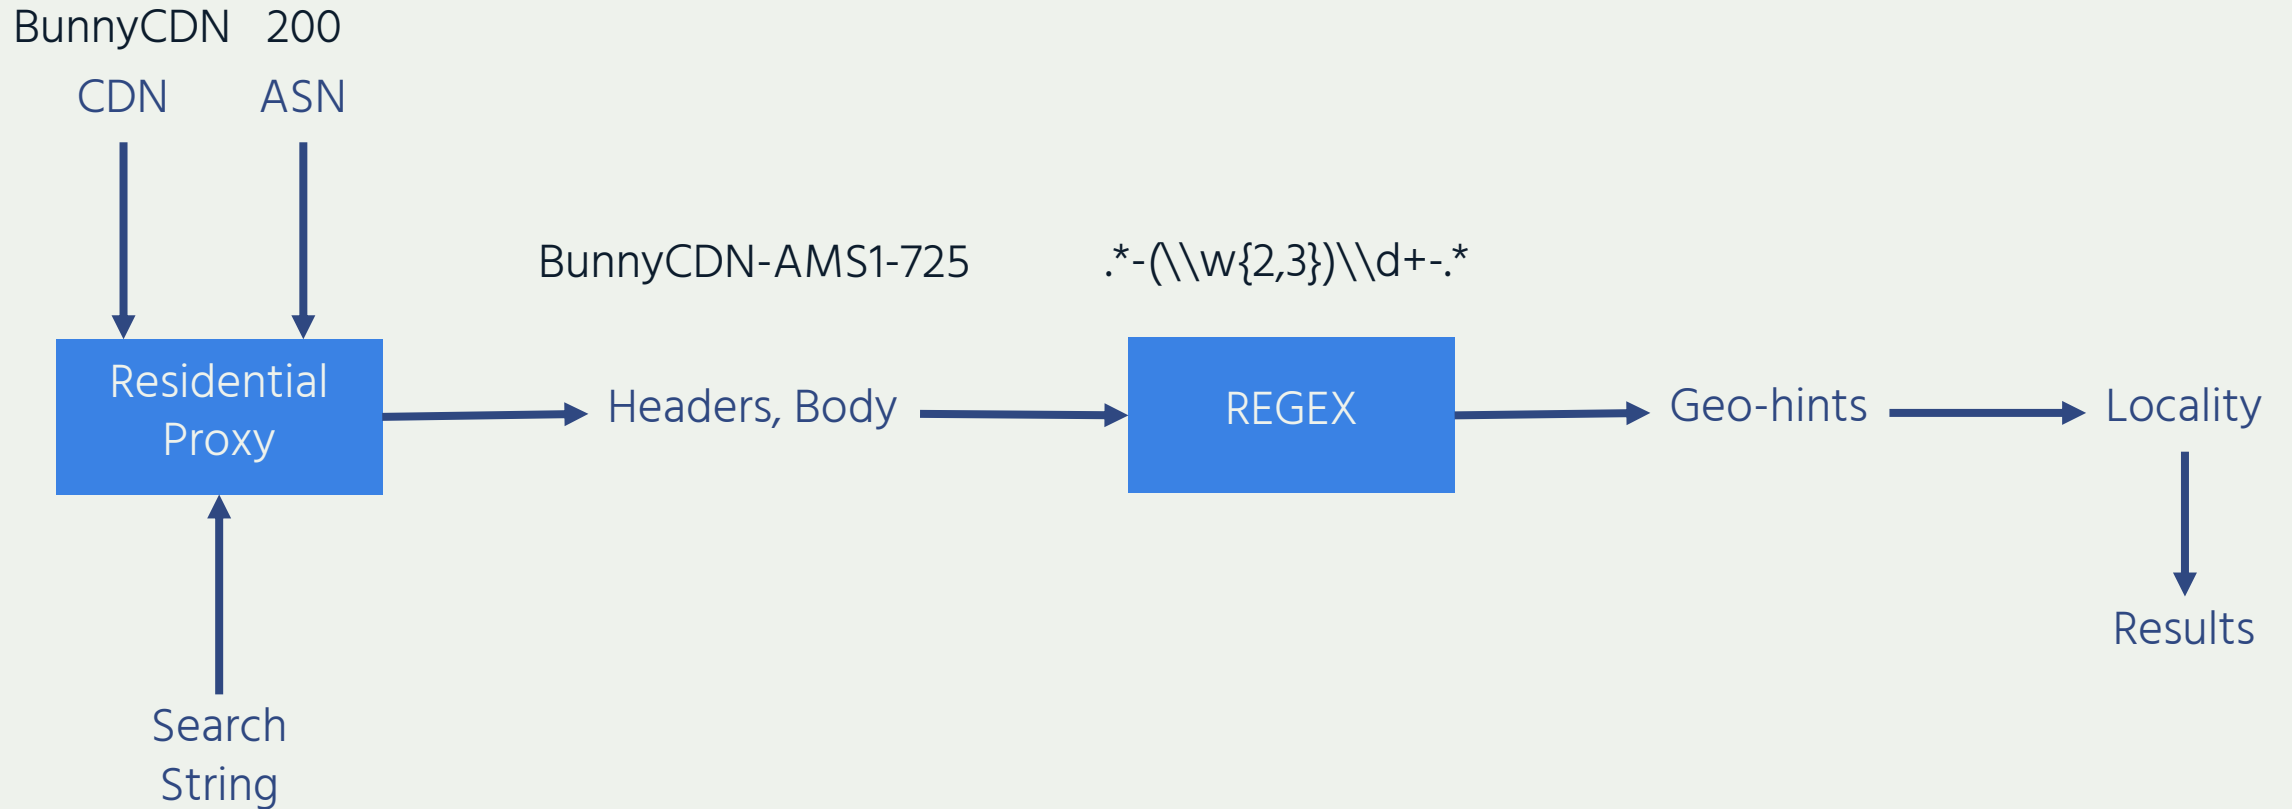 BunnyCDN 200
CDN ASN
BunnyCDN-AMS1-725 .*-(\\w{2,3})\\d+-.*
Residential
Proxy
Headers, Body
REGEX
Geo-hints
Locality
Results
Search
String